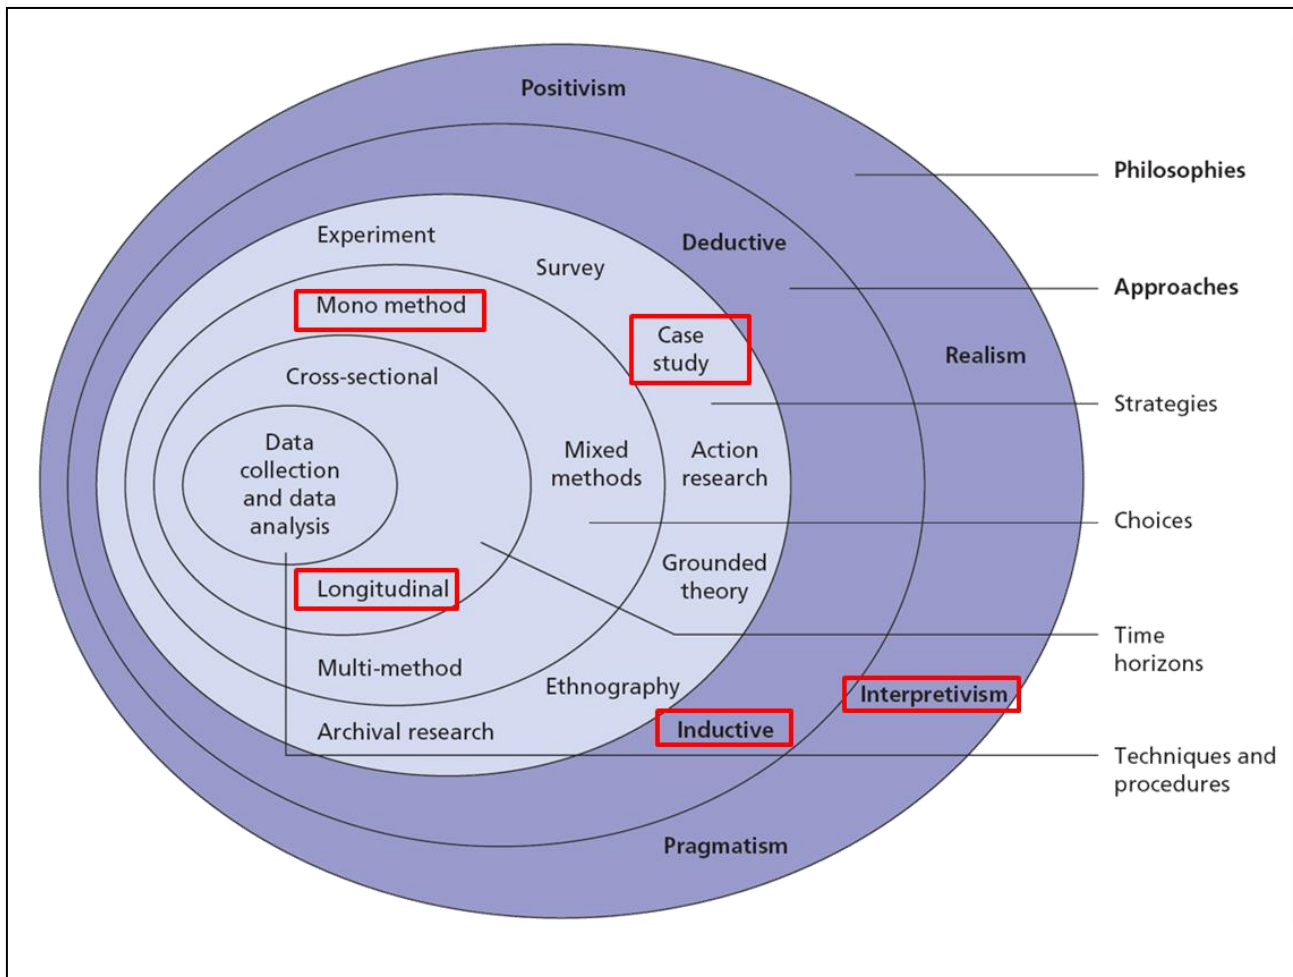 Positivism
Philosophies
Experiment
Deductive
Survey
Approaches
Mono method
Case
study
Realism
Cross-sectional
Strategies
Data
collection
and data
analysis
Mixed
methods
Action
research
Choices
Grounded
theory
Longitudinal
Time
horizons
Multi-method
Ethnography
Interpretivism
Archival research
Inductive
Techniques and
procedures
Pragmatism